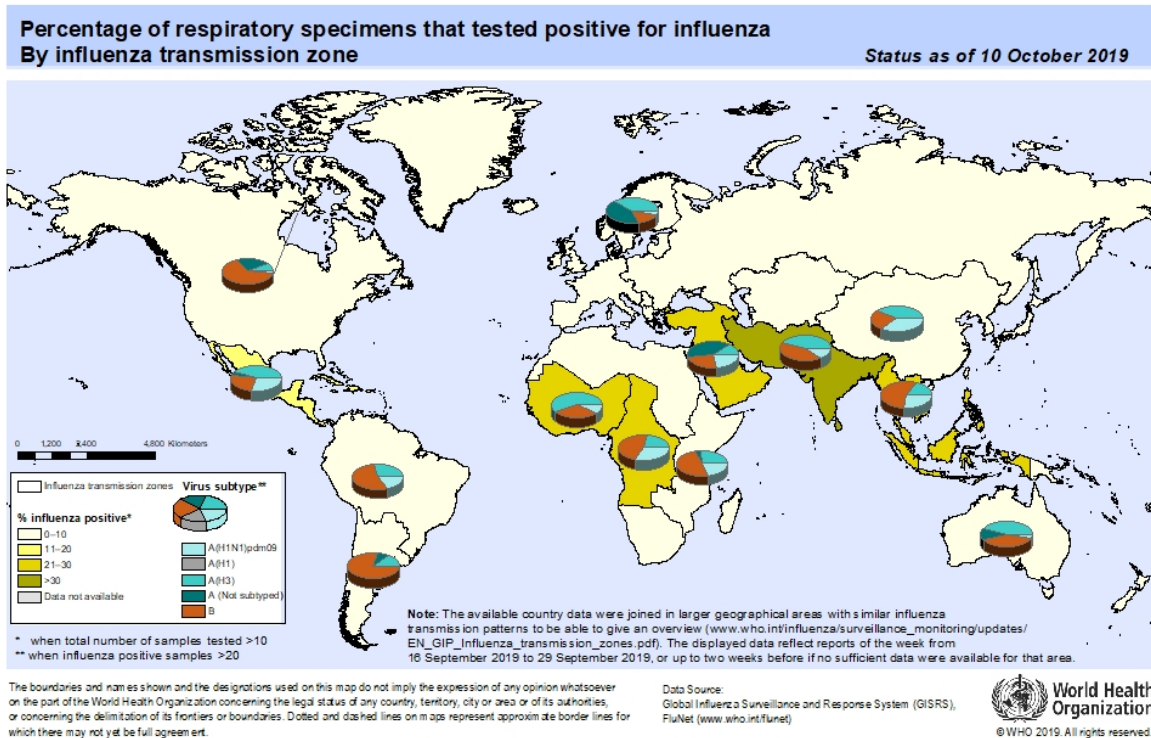 Percentage of respiratory specimens that tested positive for influenza
By influenza transmission zone
Status as of 10 October 2019
0 1,200 2,400 4,800 Kilometers
Influenza transmission zones
% influenza positive*
0–10
11–20
21–30
>30
Data not available
Virus subtype**
A(H1N1)pdm09
A(H1)
A(H3)
A (Not subtyped)
B
* when total number of samples tested >10
** when influenza positive samples >20
Note: The available country data were joined in larger geographical areas with similar influenza
transmission patterns to be able to give an overview (www.who.int/influenza/surveillance_monitoring/updates/
EN_GIP_Influenza_transmission_zones.pdf). The displayed data reflect reports of the week from
16 September 2019 to 29 September 2019, or up to two weeks before if no sufficient data were available for that area.
The boundaries and names shown and the designations used on this map do not imply the expression of any opinion whatsoever
on the part of the World Health Organization concerning the legal status of any country, territory, city or area or of its authorities,
or concerning the delimitation of its frontiers or boundaries. Dotted and dashed lines on maps represent approximate border lines for
which there may not yet be full agreement.
Data Source:
Global Influenza Surveillance and Response System (GISRS),
FluNet (www.who.int/flunet)
World Health
Organization
© WHO 2019. All rights reserved.